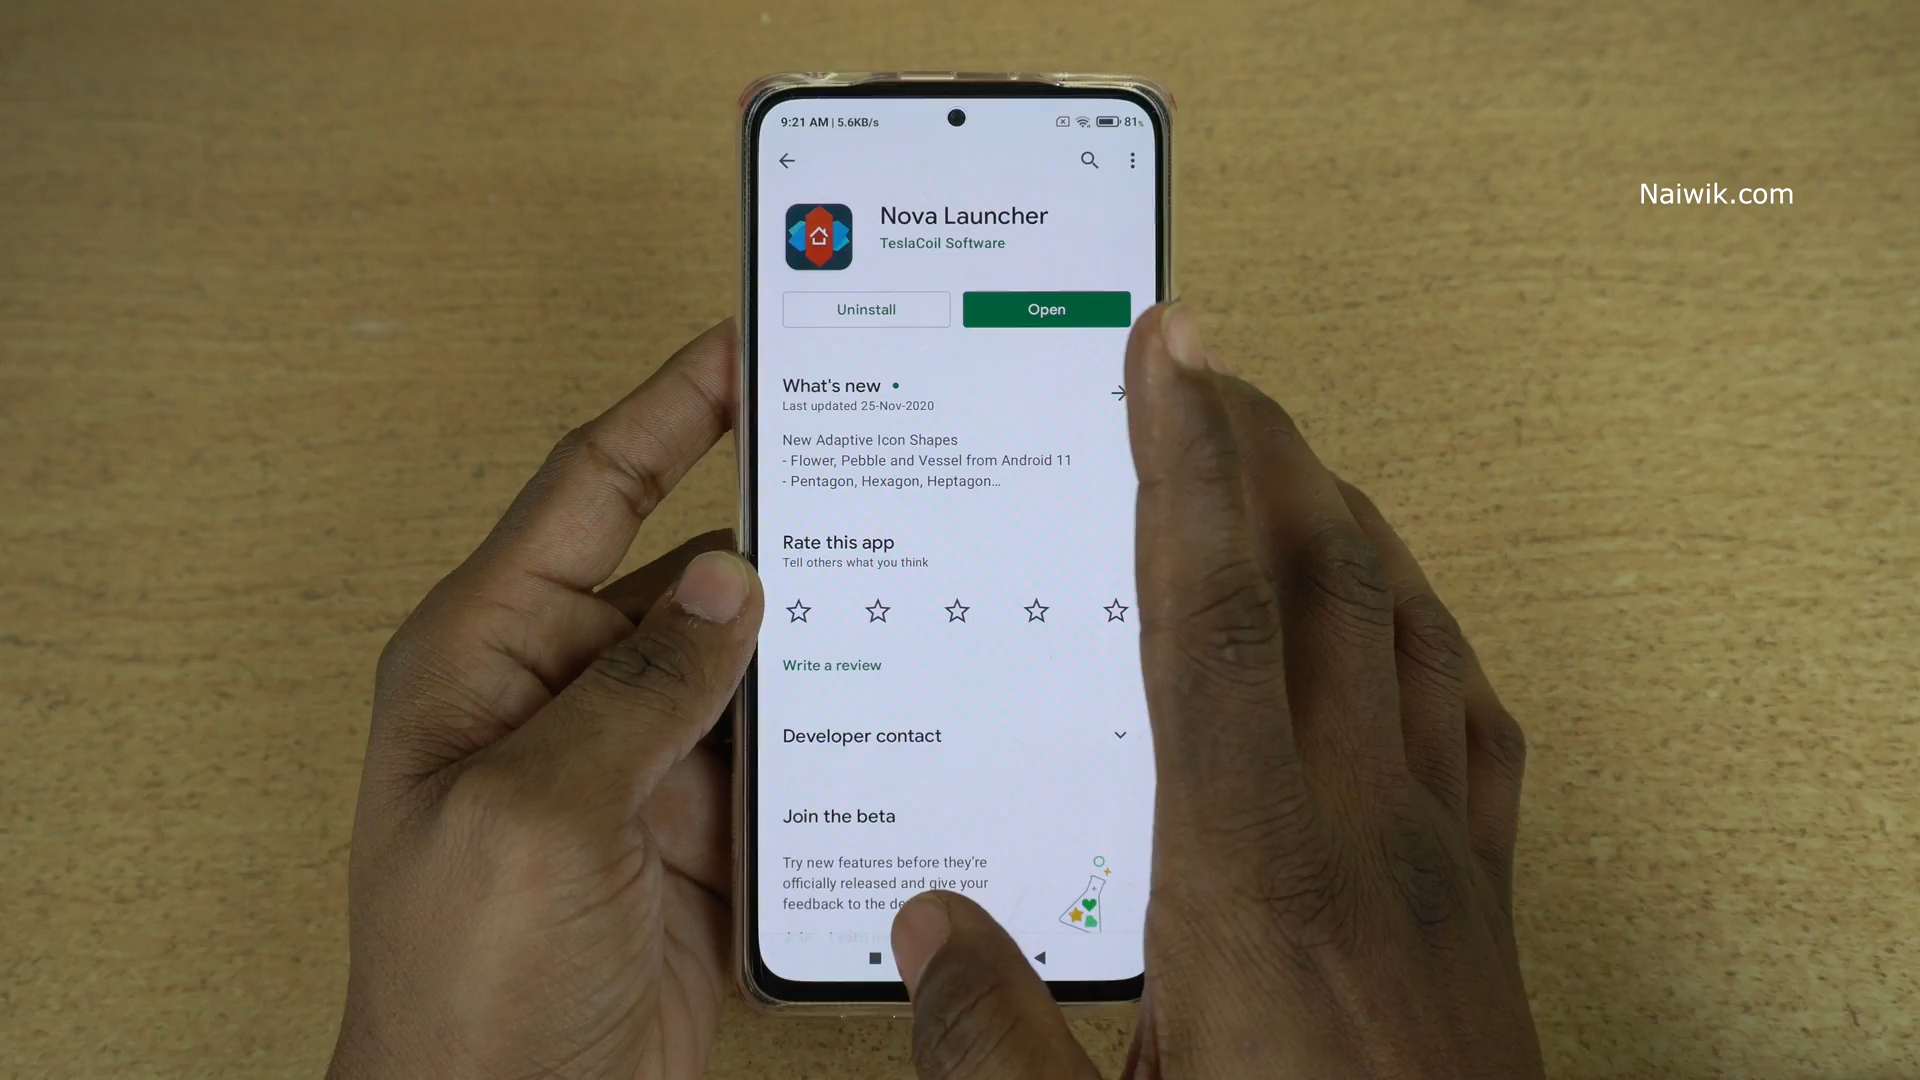 9:21 AM | 5.6KB/s
81%
Naiwik.com
Nova Launcher
TeslaCoil Software
Uninstall
Open
What's new
Last updated 25-Nov-2020
New Adaptive Icon Shapes
- Flower, Pebble and Vessel from Android 11
- Pentagon, Hexagon, Heptagon...
Rate this app
Tell others what you think
Write a review
Developer contact
Join the beta
Try new features before they're
officially released and give your
feedback to the